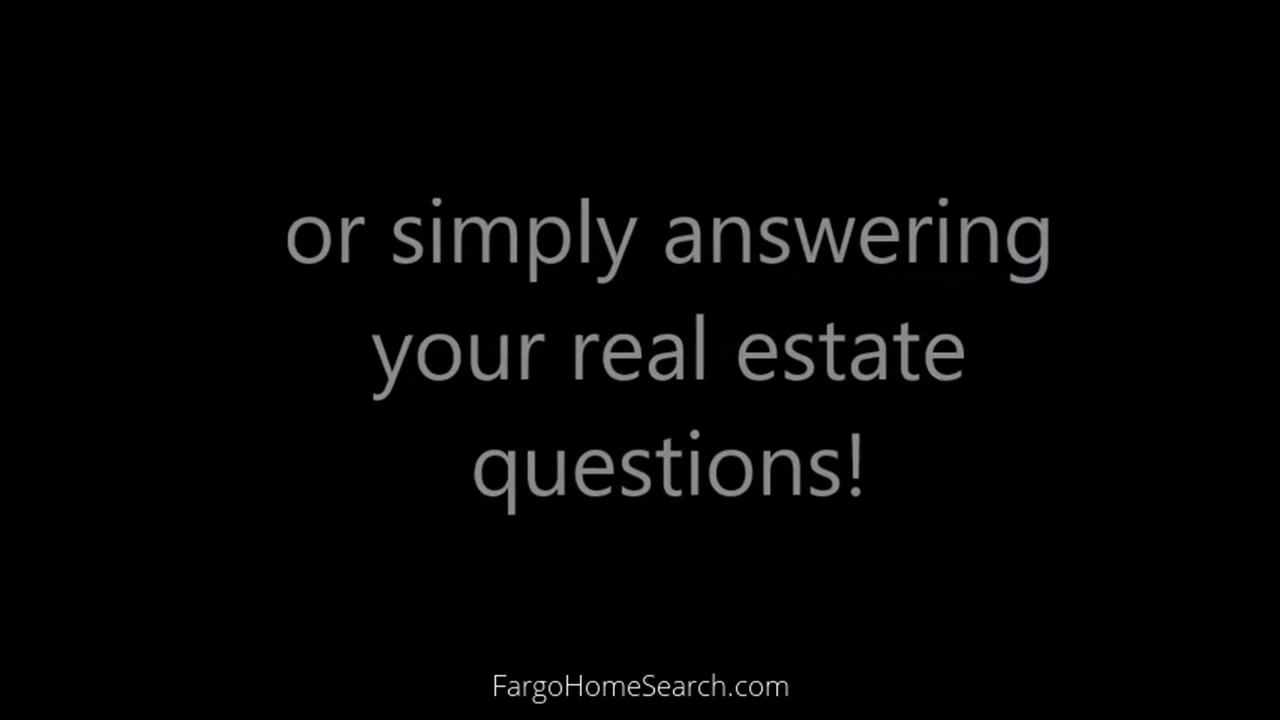 or simply answering
your real estate
questions!
FargoHomeSearch.com